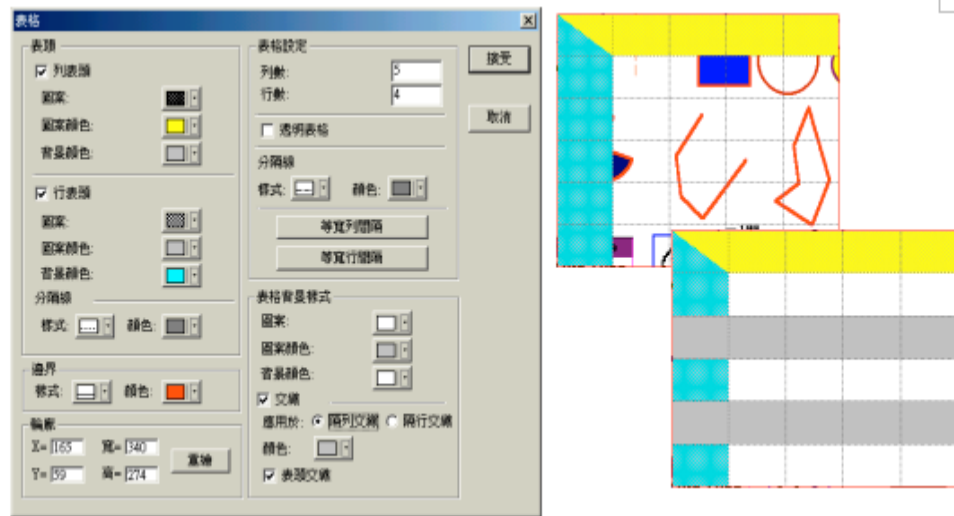 表格
表頭
列表頭
圖案:
圖案顏色:
背景顏色:
行表頭
圖案:
圖案顏色:
背景顏色:
分隔線
樣式: 顏色:
邊界
樣式: 顏色:
輪廓
X= 165 寬= 340
Y= 59 高= 274
重繪
表格設定
列數: 5
行數: 4
透明表格
分隔線
樣式: 顏色:
等寬列間隔
等寬行間隔
表格背景樣式
圖案:
圖案顏色:
背景顏色:
交織
應用於: 隔列交織 隔行交織
顏色:
表頭交織
接受
取消